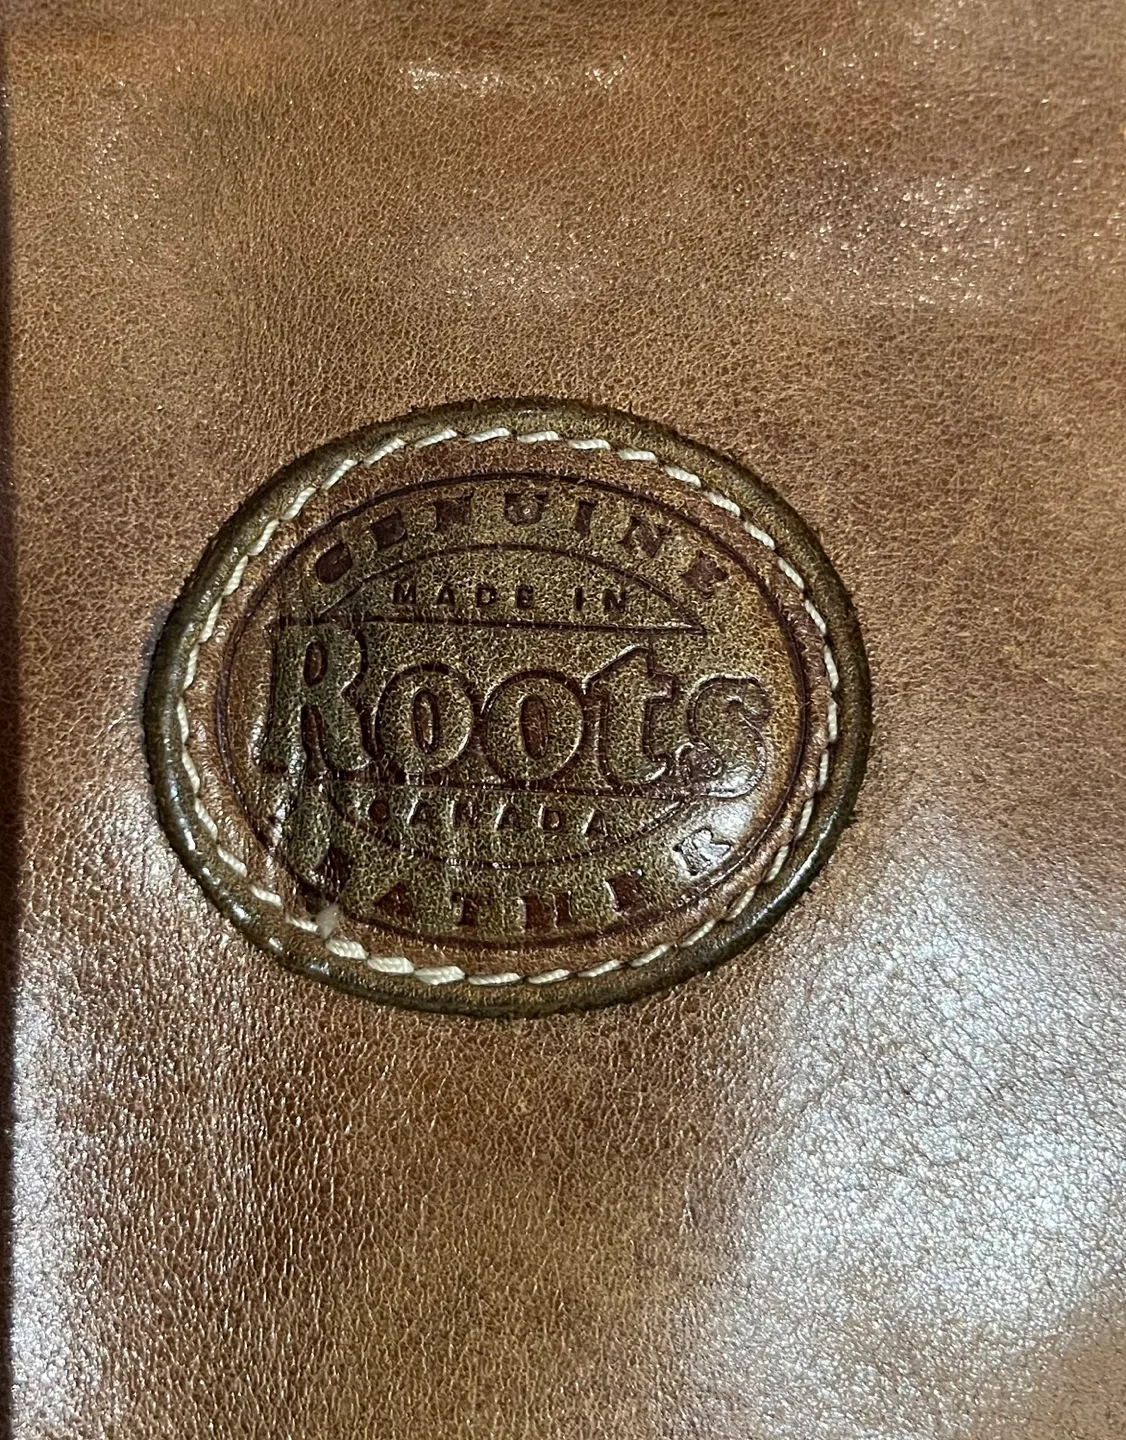 GENUINE
MADE IN
Roots
CANADA
LEATHER